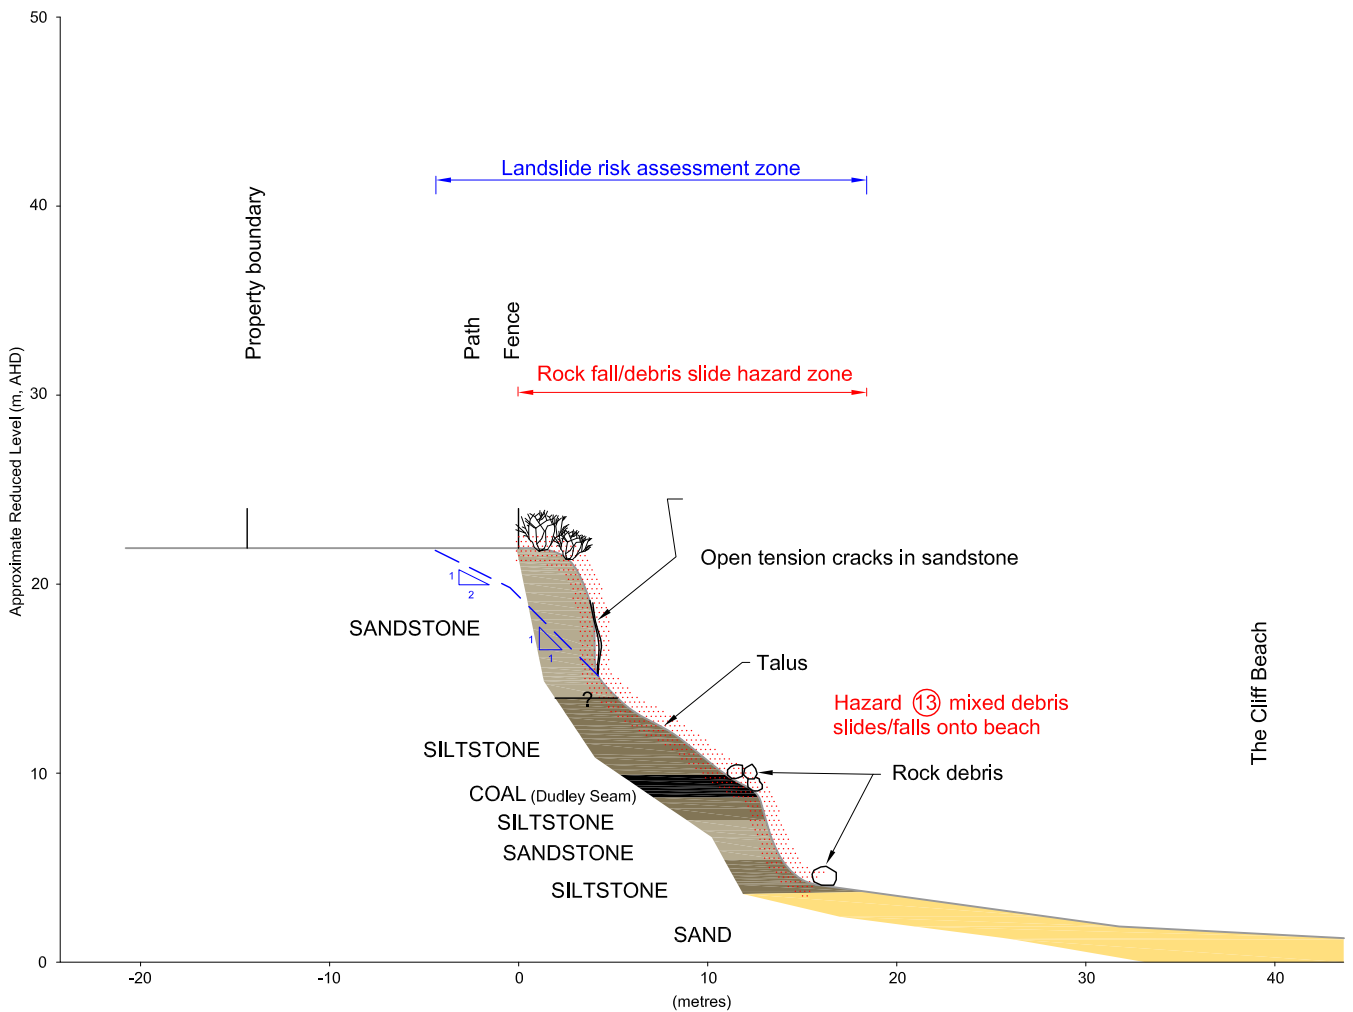 50
40
30
20
10
0
Approximate Reduced Level (m, AHD)
Landslide risk assessment zone
Property boundary
Path
Fence
Rock fall/debris slide hazard zone
Open tension cracks in sandstone
1
2
1
1
SANDSTONE
Talus
?
Hazard 13 mixed debris
slides/falls onto beach
The Cliff Beach
SILTSTONE
Rock debris
COAL (Dudley Seam)
SILTSTONE
SANDSTONE
SILTSTONE
SAND
-20
-10
0
10
20
30
40
(metres)